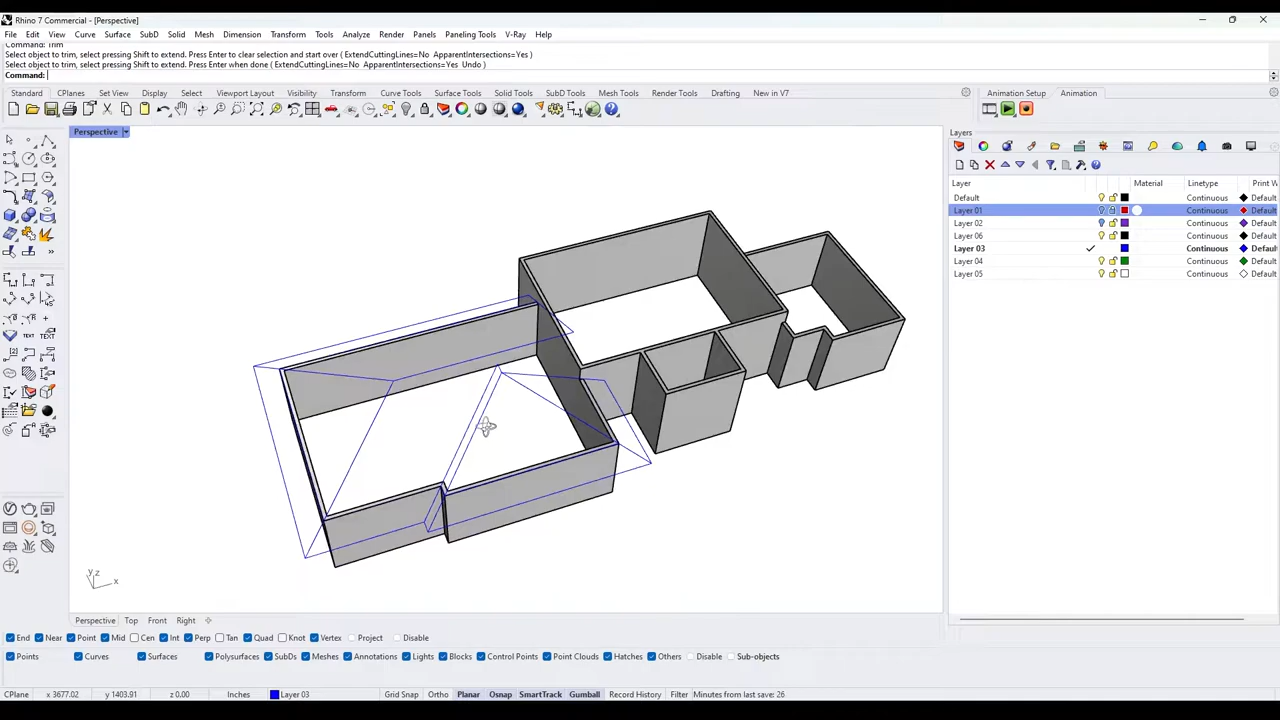 Rhino 7 Commercial - [Perspective]
File Edit View Curve Surface SubD Solid Mesh Dimension Transform Tools Analyze Render Panels Paneling Tools V-Ray Help
Command: Trim
Select object to trim, select pressing Shift to extend. Press Enter to clear selection and start over ( ExtendCuttingLines=No ApparentIntersections=Yes )
Select object to trim, select pressing Shift to extend. Press Enter when done ( ExtendCuttingLines=No ApparentIntersections=Yes Undo )
Command:
Standard CPlanes Set View Display Select Viewport Layout Visibility Transform Curve Tools Surface Tools Solid Tools SubD Tools Mesh Tools Render Tools Drafting New in V7 Animation Setup Animation
Perspective
Layers
Layer Material Linetype Print W
Default Continuous Default
Layer 01 Continuous Default
Layer 02 Continuous Default
Layer 06 Continuous Default
Layer 03 Continuous Default
Layer 04 Continuous Default
Layer 05 Continuous Default
TEXT TEXT
y z x
Perspective Top Front Right
End Near Point Mid Cen Int Perp Tan Quad Knot Vertex Project Disable
Points Curves Surfaces Polysurfaces SubDs Meshes Annotations Lights Blocks Control Points Point Clouds Hatches Others Disable Sub-objects
CPlane x 3677.02 y 1403.91 z 0.00 Inches Layer 03 Grid Snap Ortho Planar Osnap SmartTrack Gumball Record History Filter Minutes from last save: 26